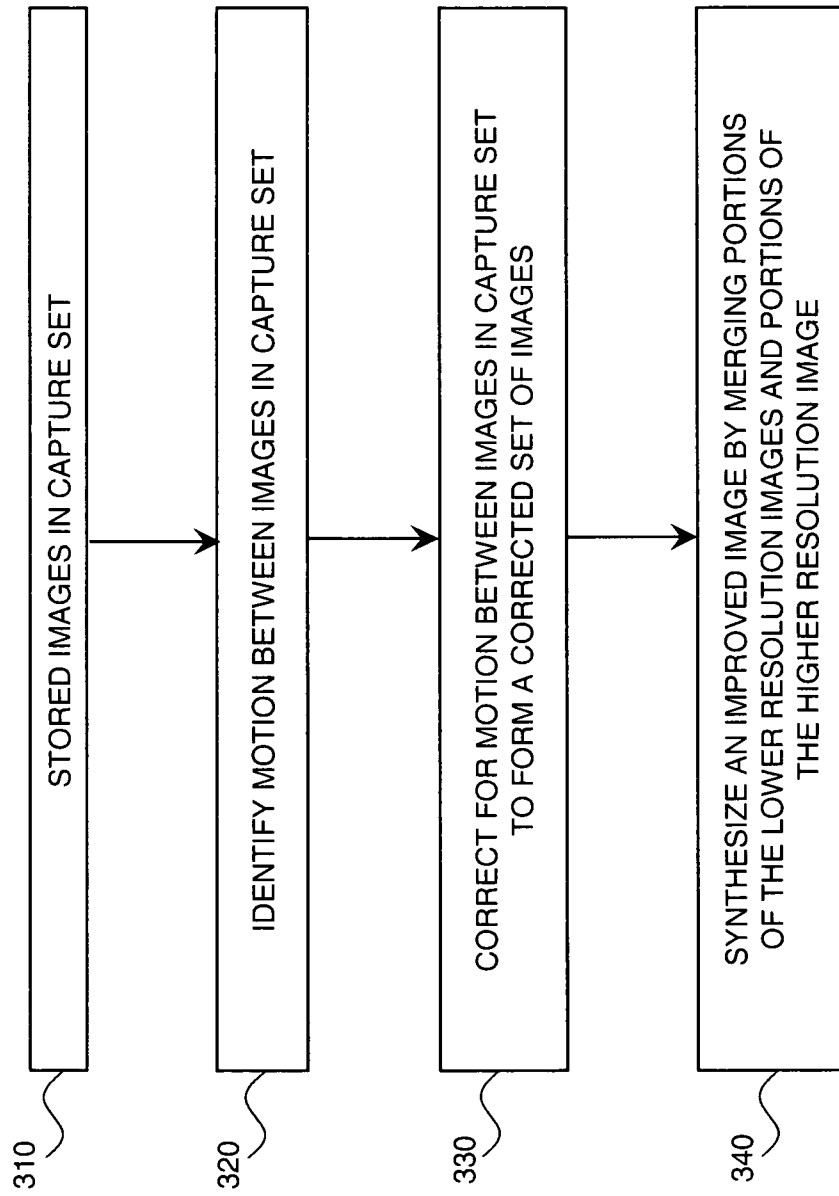 310
STORED IMAGES IN CAPTURE SET
320
IDENTIFY MOTION BETWEEN IMAGES IN CAPTURE SET
330
CORRECT FOR MOTION BETWEEN IMAGES IN CAPTURE SET
TO FORM A CORRECTED SET OF IMAGES
340
SYNTHESIZE AN IMPROVED IMAGE BY MERGING PORTIONS
OF THE LOWER RESOLUTION IMAGES AND PORTIONS OF
THE HIGHER RESOLUTION IMAGE